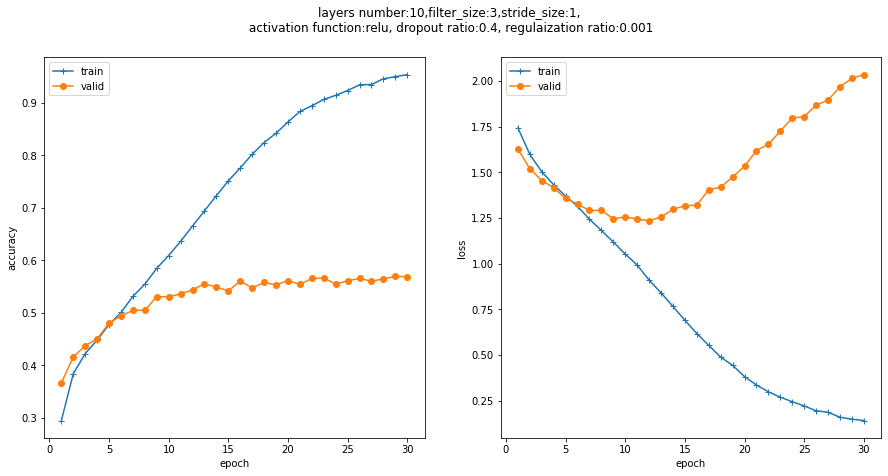 layers number:10,filter_size:3,stride_size:1,
activation function:relu, dropout ratio:0.4, regulaization ratio:0.001
train
valid
0.9
0.8
0.7
0.6
0.5
0.4
0.3
accuracy
0
5
10
15
20
25
30
epoch
train
valid
2.00
1.75
1.50
1.25
1.00
0.75
0.50
0.25
loss
0
5
10
15
20
25
30
epoch